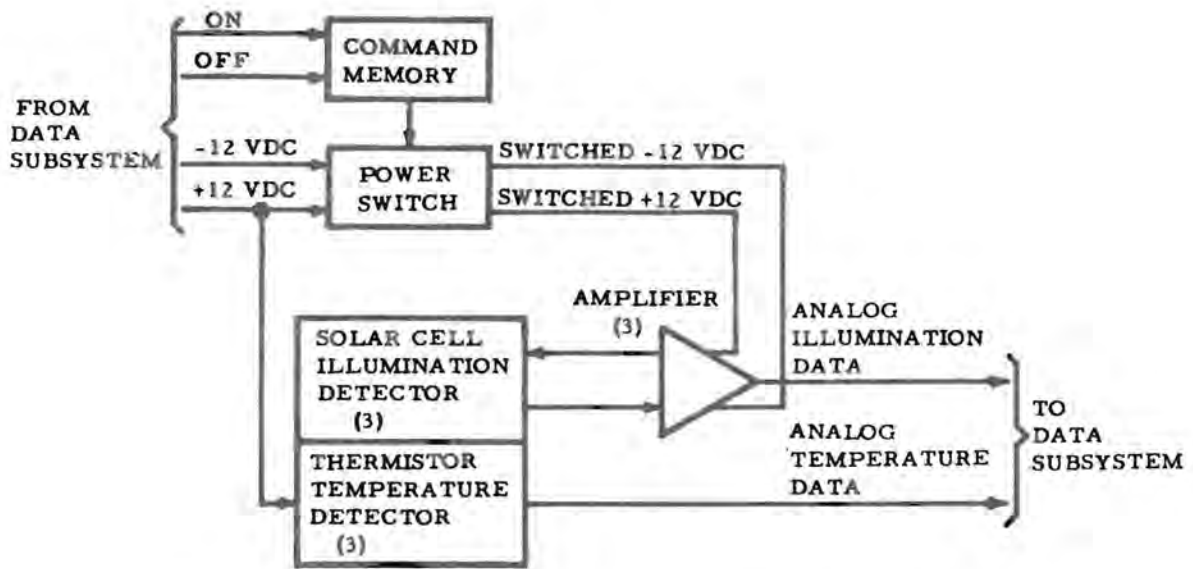 ON
OFF
COMMAND
MEMORY
FROM
DATA
SUBSYSTEM
-12 VDC
+12 VDC
POWER
SWITCH
SWITCHED -12 VDC
SWITCHED +12 VDC
AMPLIFIER
(3)
SOLAR CELL
ILLUMINATION
DETECTOR
(3)
THERMISTOR
TEMPERATURE
DETECTOR
(3)
ANALOG
ILLUMINATION
DATA
ANALOG
TEMPERATURE
DATA
TO
DATA
SUBSYSTEM